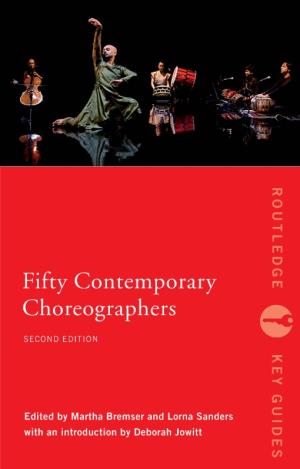 Fifty Contemporary
Choreographers
SECOND EDITION
Edited by Martha Bremser and Lorna Sanders
with an introduction by Deborah Jowitt
ROUTLEDGE
KEY GUIDES